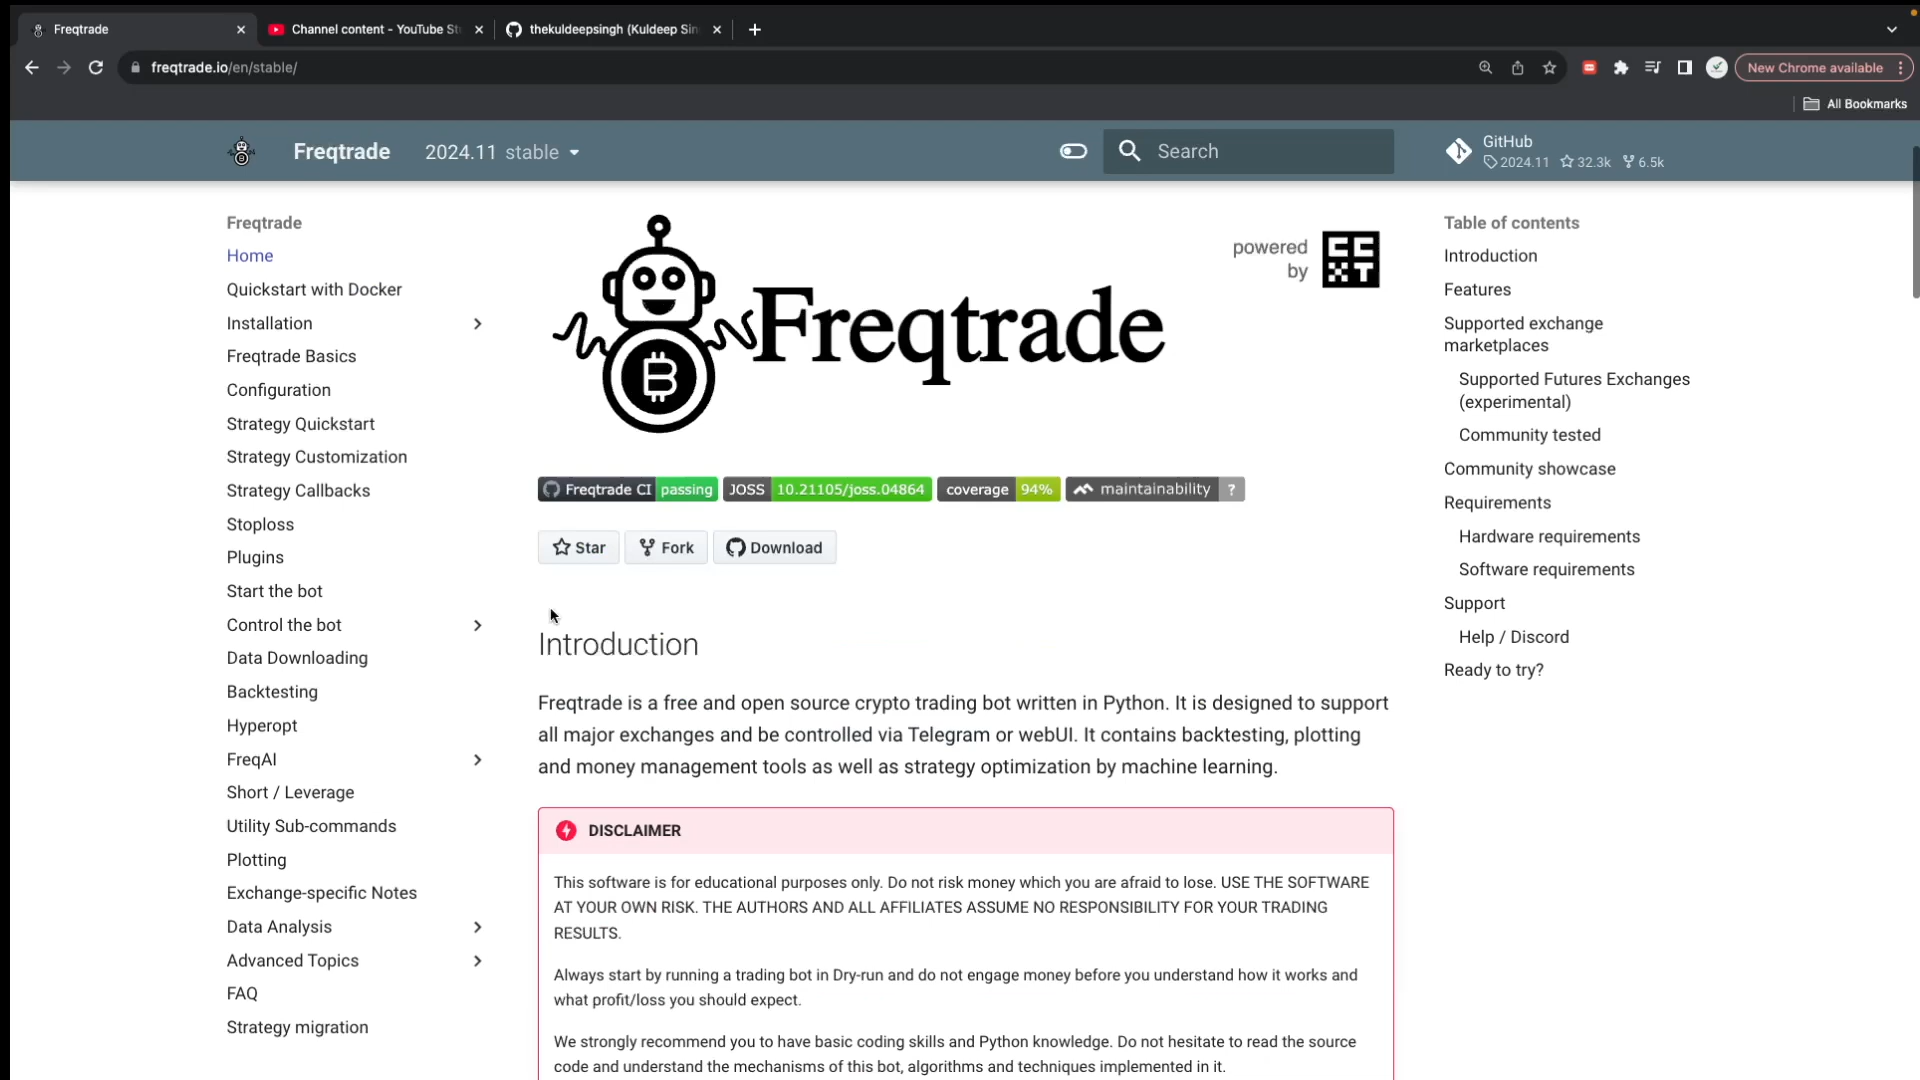 Freqtrade
Channel content - YouTube St
thekuldeepsingh (Kuldeep Sin
freqtrade.io/en/stable/
New Chrome available
All Bookmarks
Freqtrade
2024.11 stable
Search
GitHub
2024.11 32.3k 6.5k
Freqtrade
Home
Quickstart with Docker
Installation
Freqtrade Basics
Configuration
Strategy Quickstart
Strategy Customization
Strategy Callbacks
Stoploss
Plugins
Start the bot
Control the bot
Data Downloading
Backtesting
Hyperopt
FreqAI
Short / Leverage
Utility Sub-commands
Plotting
Exchange-specific Notes
Data Analysis
Advanced Topics
FAQ
Strategy migration
Freqtrade
powered
by
CCXT
Freqtrade CI passing
JOSS 10.21105/joss.04864
coverage 94%
maintainability ?
Star
Fork
Download
Introduction
Freqtrade is a free and open source crypto trading bot written in Python. It is designed to support
all major exchanges and be controlled via Telegram or webUI. It contains backtesting, plotting
and money management tools as well as strategy optimization by machine learning.
DISCLAIMER
This software is for educational purposes only. Do not risk money which you are afraid to lose. USE THE SOFTWARE
AT YOUR OWN RISK. THE AUTHORS AND ALL AFFILIATES ASSUME NO RESPONSIBILITY FOR YOUR TRADING
RESULTS.
Always start by running a trading bot in Dry-run and do not engage money before you understand how it works and
what profit/loss you should expect.
We strongly recommend you to have basic coding skills and Python knowledge. Do not hesitate to read the source
code and understand the mechanisms of this bot, algorithms and techniques implemented in it.
Table of contents
Introduction
Features
Supported exchange
marketplaces
Supported Futures Exchanges
(experimental)
Community tested
Community showcase
Requirements
Hardware requirements
Software requirements
Support
Help / Discord
Ready to try?